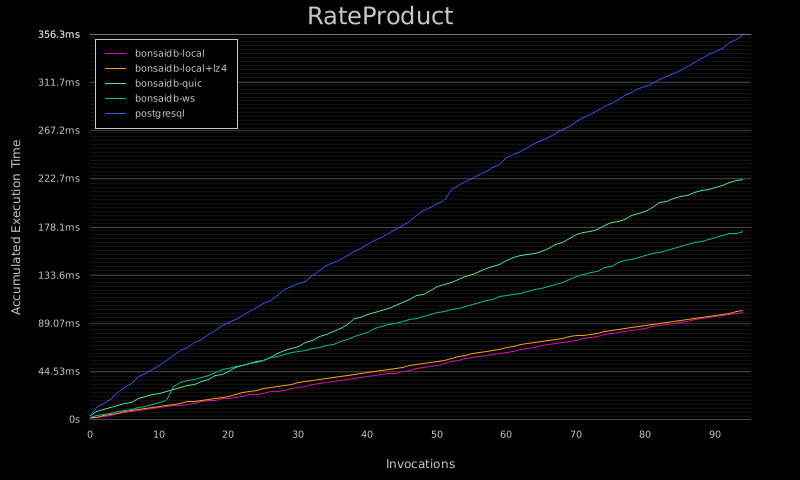 RateProduct
356.3ms
311.7ms
267.2ms
222.7ms
178.1ms
133.6ms
89.07ms
44.53ms
0s
Accumulated Execution Time
bonsaidb-local
bonsaidb-local+lz4
bonsaidb-quic
bonsaidb-ws
postgresql
0 10 20 30 40 50 60 70 80 90
Invocations